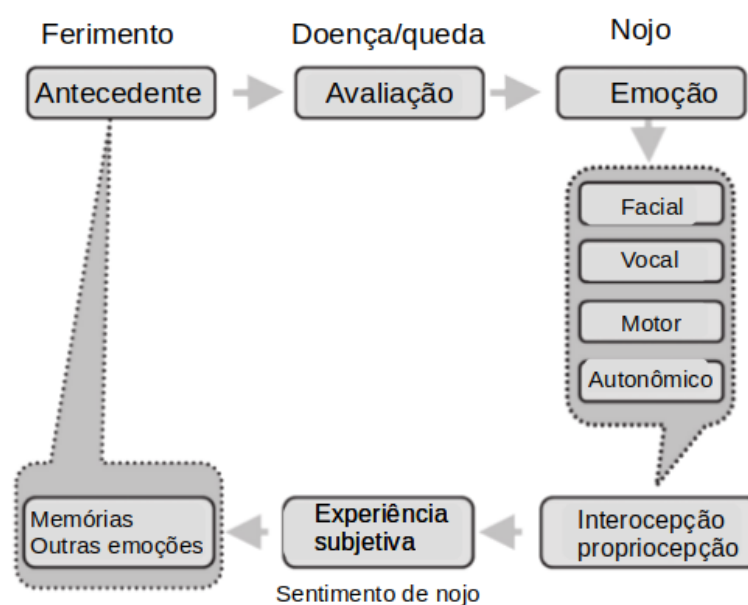 Ferimento
Doença/queda
Nojo
Antecedente
Avaliação
Emoção
Facial
Vocal
Motor
Autonômico
Memórias
Outras emoções
Experiência
subjetiva
Interocepção
propriocepção
Sentimento de nojo